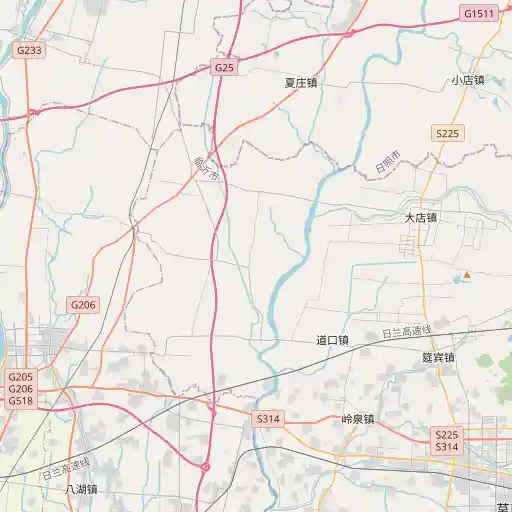 G1511
G233
G25
夏庄镇
小店镇
S225
日照市
临沂市
大店镇
G206
日兰高速线
道口镇
筵宾镇
G205
G206
G518
S314
岭泉镇
S225
S314
日兰高速线
八湖镇